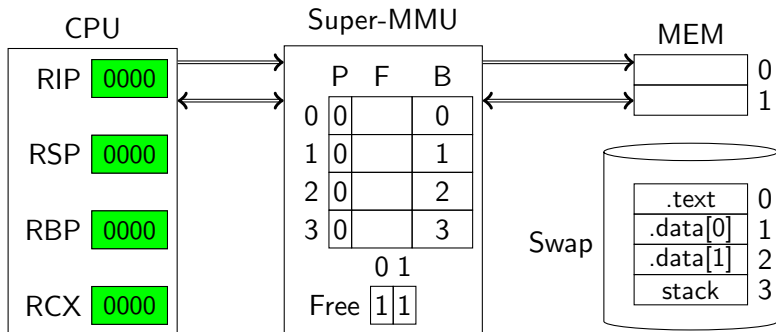 CPU
RIP 0000
RSP 0000
RBP 0000
RCX 0000
Super-MMU
P F B
0 0 0
1 0 1
2 0 2
3 0 3
0 1
Free 1 1
MEM
0
1
Swap
.text 0
.data[0] 1
.data[1] 2
stack 3